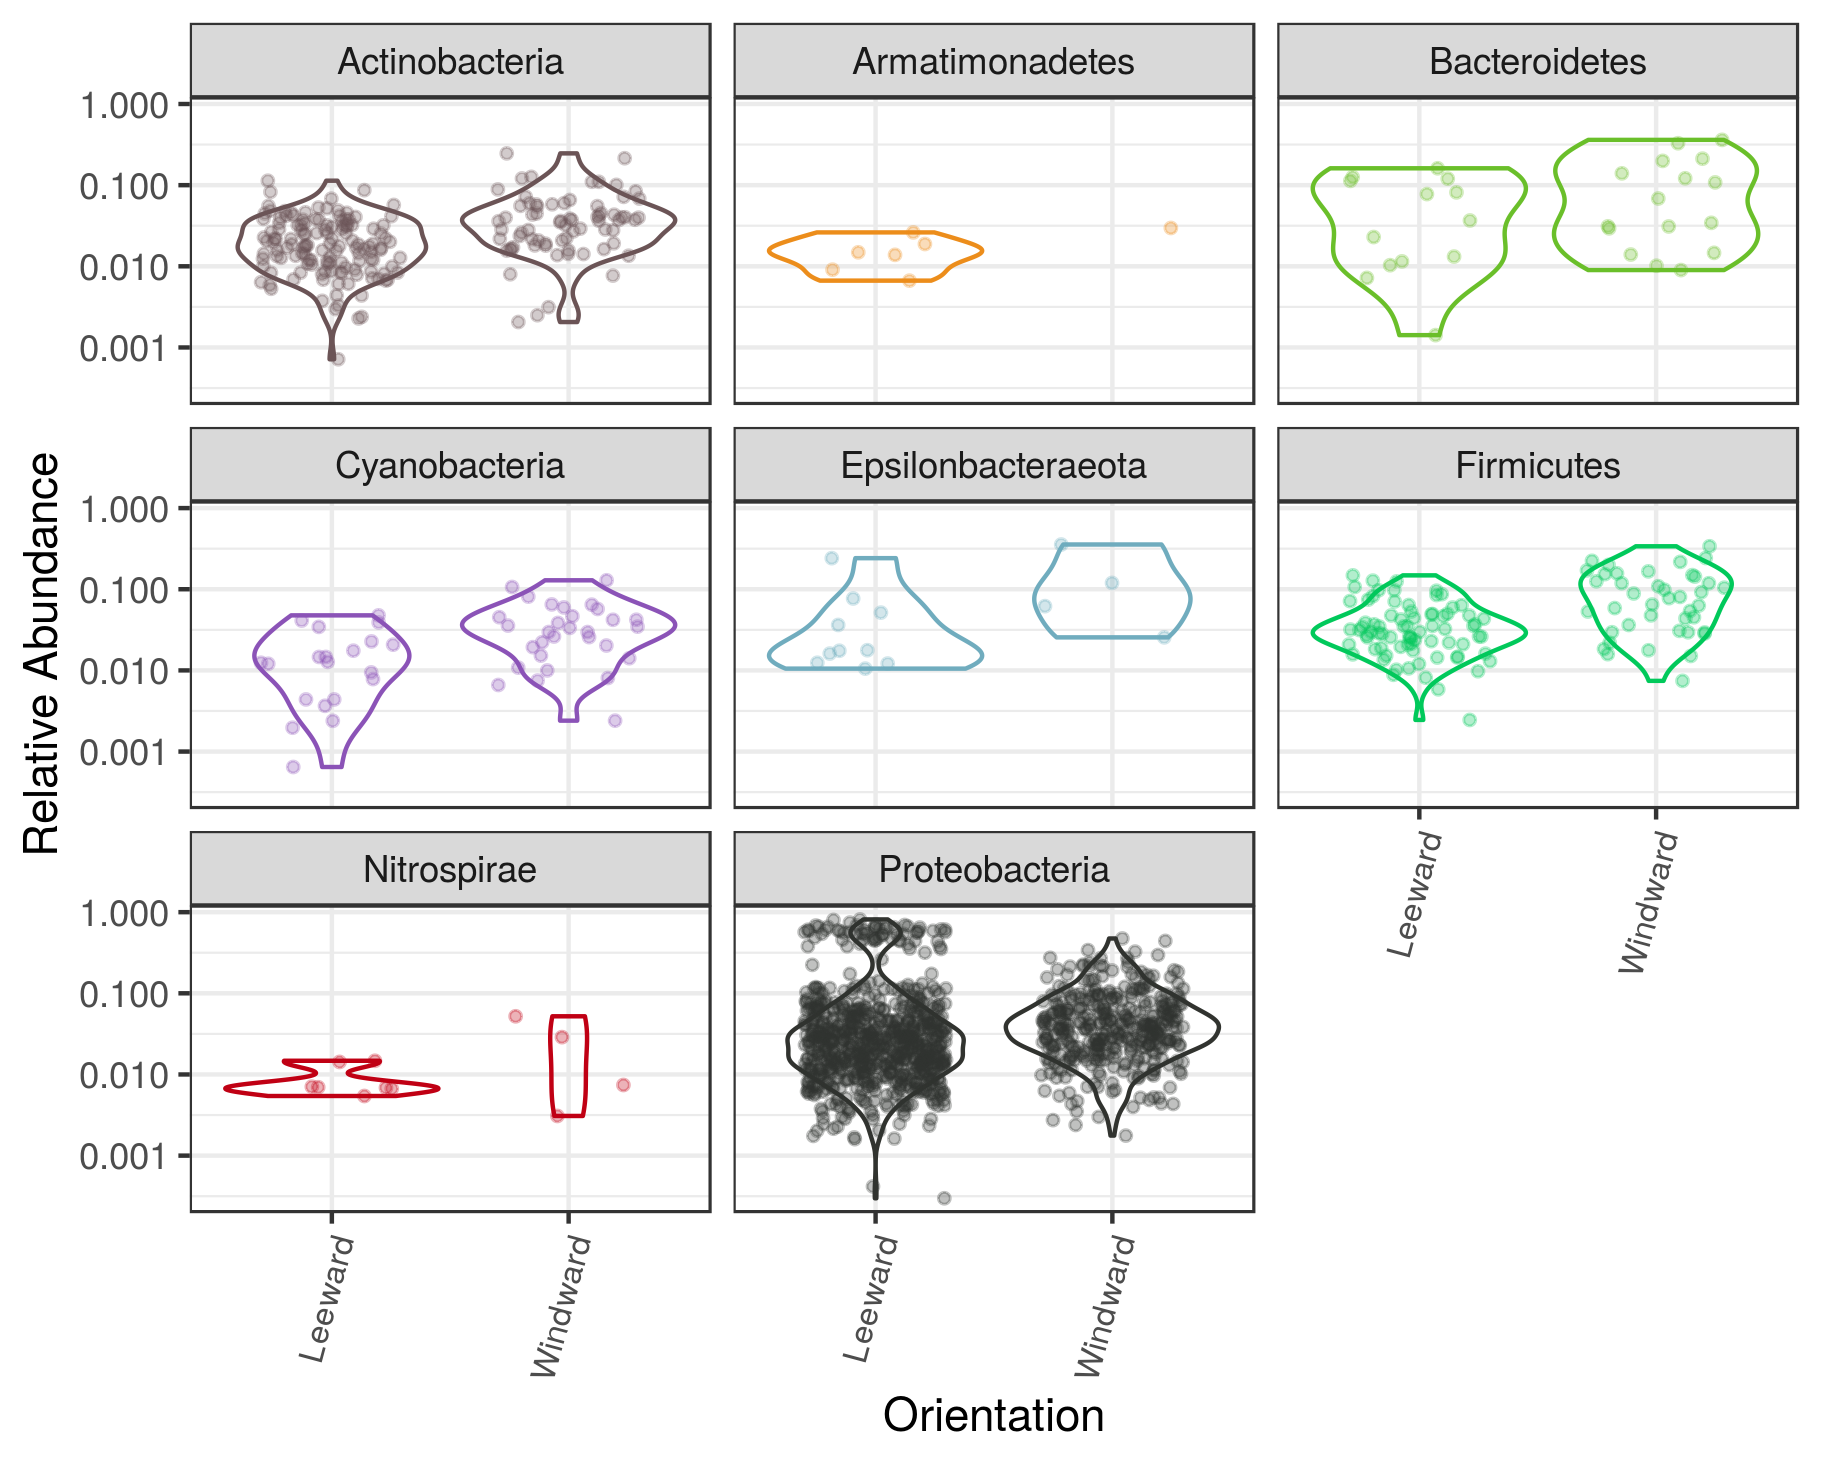 Actinobacteria
Armatimonadetes
Bacteroidetes
1.000
0.100
0.010
0.001
Cyanobacteria
Epsilonbacteraeota
Firmicutes
1.000
0.100
0.010
0.001
Leeward
Windward
Nitrospirae
Proteobacteria
1.000
0.100
0.010
0.001
Leeward
Windward
Leeward
Windward
Relative Abundance
Orientation